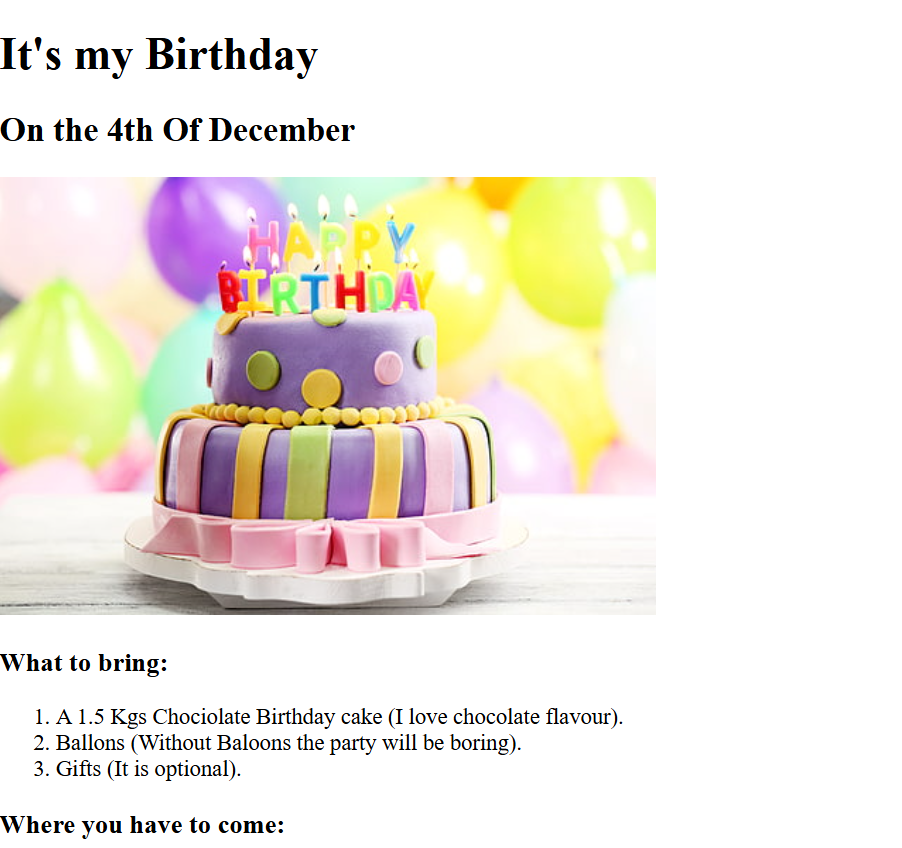 It's my Birthday
On the 4th Of December
HAPPY
BIRTHDAY
What to bring:
1. A 1.5 Kgs Chociolate Birthday cake (I love chocolate flavour).
2. Ballons (Without Baloons the party will be boring).
3. Gifts (It is optional).
Where you have to come: